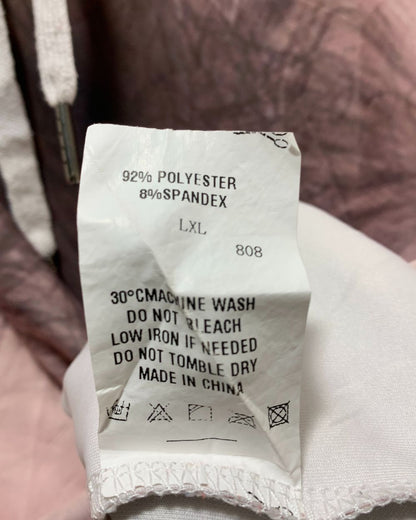 92% POLYESTER
8%SPANDEX
LXL
808
30°CMACHINE WASH
DO NOT BLEACH
LOW IRON IF NEEDED
DO NOT TOMBLE DRY
MADE IN CHINA